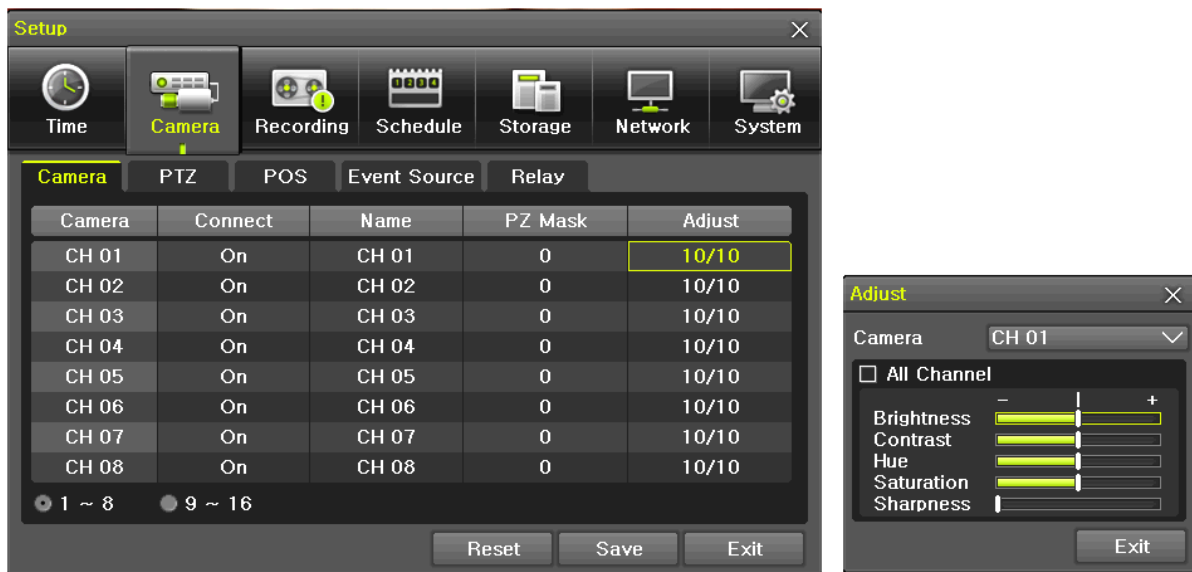 Setup
Time Camera Recording Schedule Storage Network System
1 2 3 4
Camera PTZ POS Event Source Relay
Camera Connect Name PZ Mask Adjust
CH 01 On CH 01 0 10/10
CH 02 On CH 02 0 10/10
CH 03 On CH 03 0 10/10
CH 04 On CH 04 0 10/10
CH 05 On CH 05 0 10/10
CH 06 On CH 06 0 10/10
CH 07 On CH 07 0 10/10
CH 08 On CH 08 0 10/10
1 ~ 8 9 ~ 16
Reset Save Exit
Adjust
Camera CH 01
All Channel
− | +
Brightness
Contrast
Hue
Saturation
Sharpness
Exit